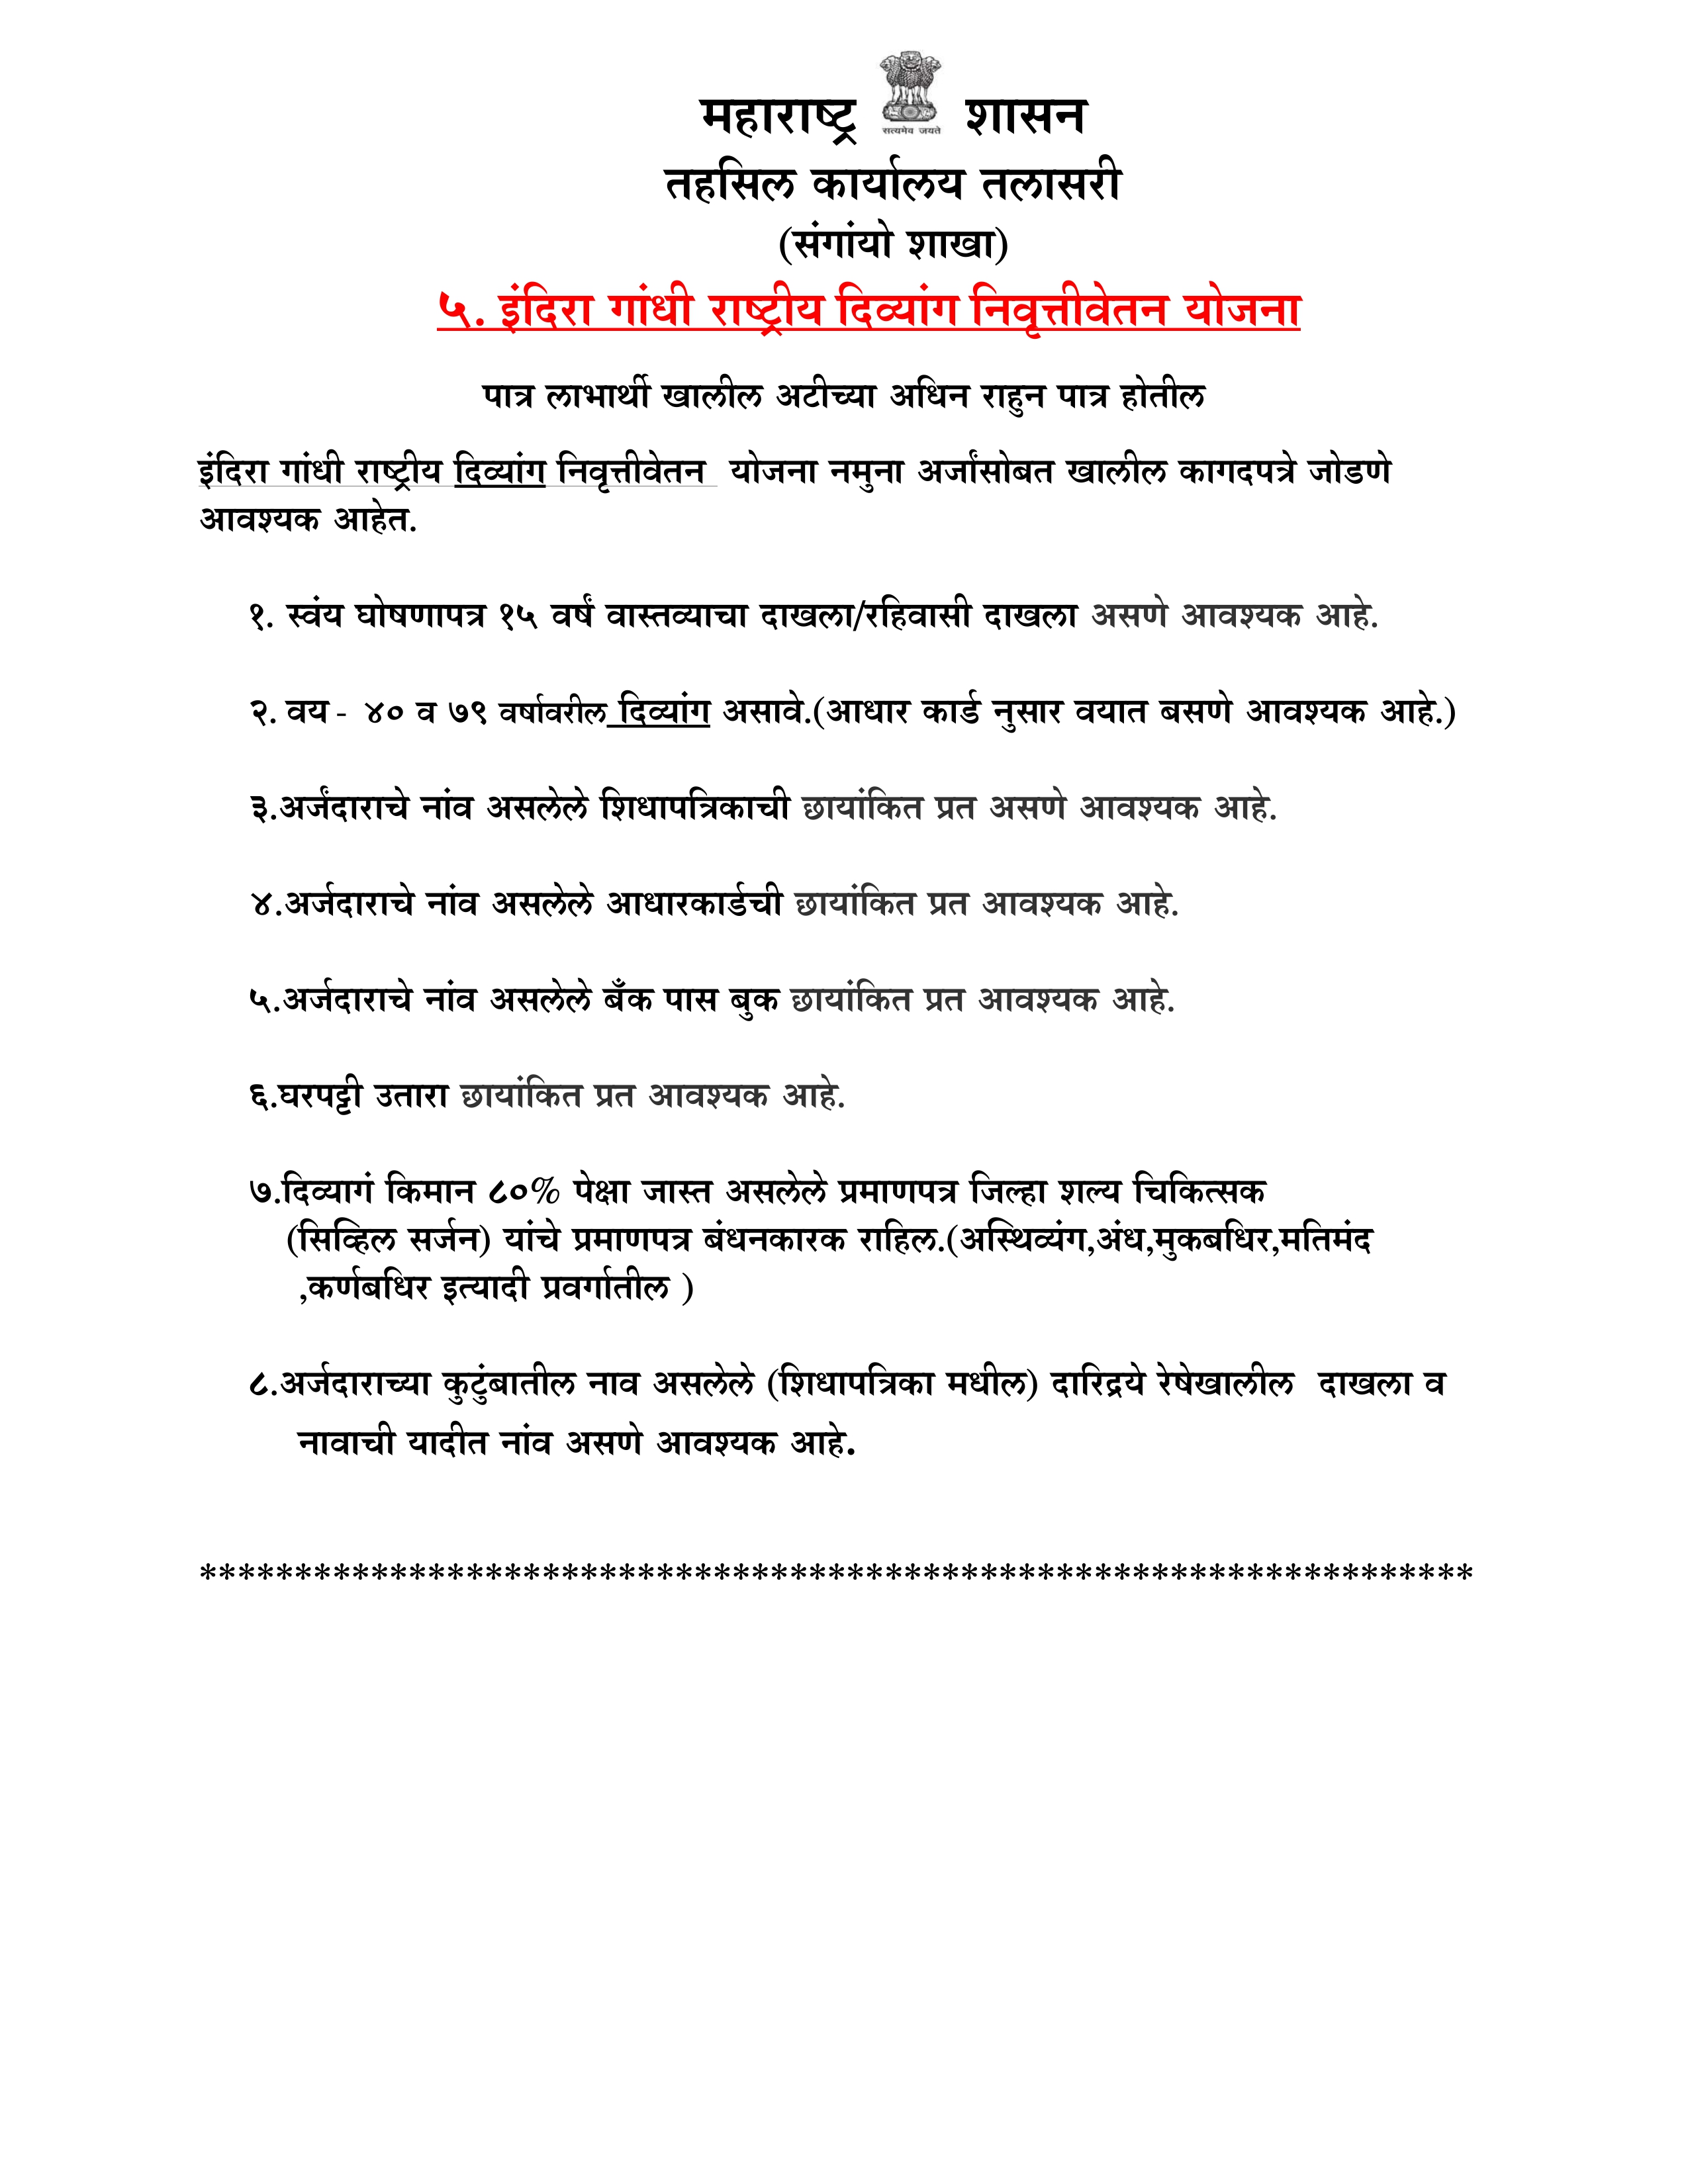 महाराष्ट्र शासन
सत्यमेव जयते
तहसिल कार्यालय तलासरी
(संगांयो शाखा)
५. इंदिरा गांधी राष्ट्रीय दिव्यांग निवृत्तीवेतन योजना
पात्र लाभार्थी खालील अटीच्या अधिन राहुन पात्र होतील
इंदिरा गांधी राष्ट्रीय दिव्यांग निवृत्तीवेतन योजना नमुना अर्जासोबत खालील कागदपत्रे जोडणे
आवश्यक आहेत.
१. स्वंय घोषणापत्र १५ वर्षं वास्तव्याचा दाखला/रहिवासी दाखला असणे आवश्यक आहे.
२. वय - ४० व ७९ वर्षावरील दिव्यांग असावे.(आधार कार्ड नुसार वयात बसणे आवश्यक आहे.)
३.अर्जंदाराचे नांव असलेले शिधापत्रिकाची छायांकित प्रत असणे आवश्यक आहे.
४.अर्जदाराचे नांव असलेले आधारकार्डची छायांकित प्रत आवश्यक आहे.
५.अर्जदाराचे नांव असलेले बँक पास बुक छायांकित प्रत आवश्यक आहे.
६.घरपट्टी उतारा छायांकित प्रत आवश्यक आहे.
७.दिव्यागं किमान ८०% पेक्षा जास्त असलेले प्रमाणपत्र जिल्हा शल्य चिकित्सक
(सिव्हिल सर्जन) यांचे प्रमाणपत्र बंधनकारक राहिल.(अस्थिव्यंग,अंध,मुकबधिर,मतिमंद
,कर्णबधिर इत्यादी प्रवर्गातील )
८.अर्जदाराच्या कुटुंबातील नाव असलेले (शिधापत्रिका मधील) दारिद्रये रेषेखालील दाखला व
नावाची यादीत नांव असणे आवश्यक आहे.
*******************************************************************